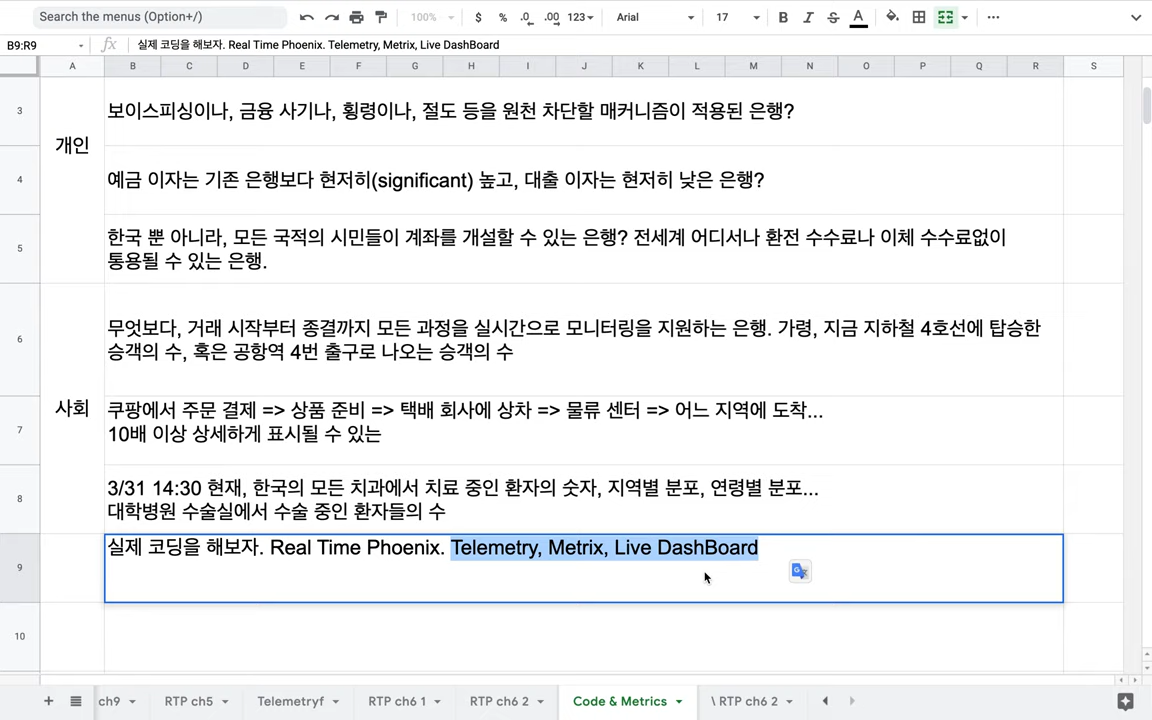 Search the menus (Option+/)
100%
$ % .0 .00 123
Arial
17
B I S A
B9:R9
fx 실제 코딩을 해보자. Real Time Phoenix. Telemetry, Metrix, Live DashBoard
A B C D E F G H I J K L M N O P Q R S
3
보이스피싱이나, 금융 사기나, 횡령이나, 절도 등을 원천 차단할 매커니즘이 적용된 은행?
개인
4
예금 이자는 기존 은행보다 현저히(significant) 높고, 대출 이자는 현저히 낮은 은행?
5
한국 뿐 아니라, 모든 국적의 시민들이 계좌를 개설할 수 있는 은행? 전세계 어디서나 환전 수수료나 이체 수수료없이
통용될 수 있는 은행.
6
무엇보다, 거래 시작부터 종결까지 모든 과정을 실시간으로 모니터링을 지원하는 은행. 가령, 지금 지하철 4호선에 탑승한
승객의 수, 혹은 공항역 4번 출구로 나오는 승객의 수
사회
7
쿠팡에서 주문 결제 => 상품 준비 => 택배 회사에 상차 => 물류 센터 => 어느 지역에 도착...
10배 이상 상세하게 표시될 수 있는
8
3/31 14:30 현재, 한국의 모든 치과에서 치료 중인 환자의 숫자, 지역별 분포, 연령별 분포...
대학병원 수술실에서 수술 중인 환자들의 수
9
실제 코딩을 해보자. Real Time Phoenix. Telemetry, Metrix, Live DashBoard
10
ch9 RTP ch5 Telemetryf RTP ch6 1 RTP ch6 2 Code & Metrics \ RTP ch6 2